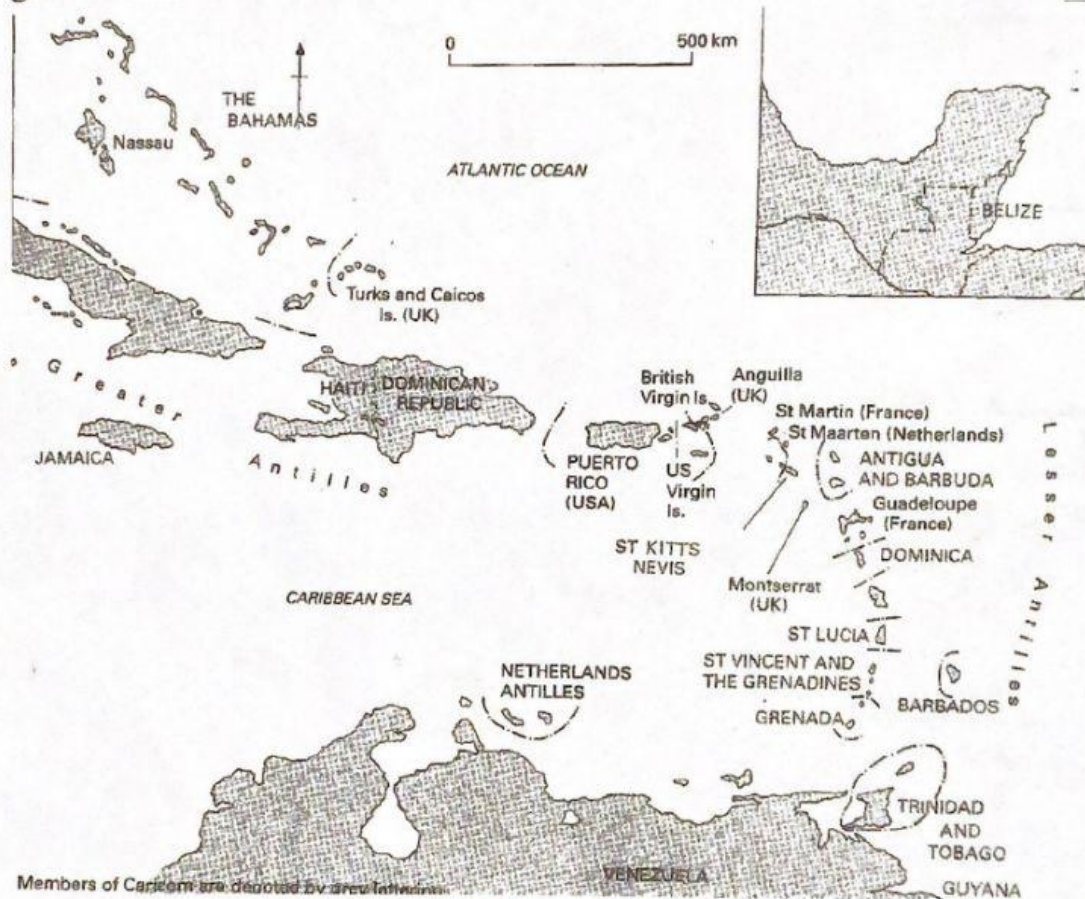 0 500 km
THE
BAHAMAS
Nassau
ATLANTIC OCEAN
BELIZE
Turks and Caicos
Is. (UK)
Greater
Antilles
HAITI
DOMINICAN
REPUBLIC
JAMAICA
British
Virgin Is.
Anguilla
(UK)
St Martin (France)
St Maarten (Netherlands)
PUERTO
RICO
(USA)
US
Virgin
Is.
ANTIGUA
AND BARBUDA
Guadeloupe
(France)
ST KITTS
NEVIS
DOMINICA
Montserrat
(UK)
Lesser Antilles
CARIBBEAN SEA
ST LUCIA
NETHERLANDS
ANTILLES
ST VINCENT AND
THE GRENADINES
BARBADOS
GRENADA
TRINIDAD
AND
TOBAGO
VENEZUELA
GUYANA
Members of Caricom are denoted by grey